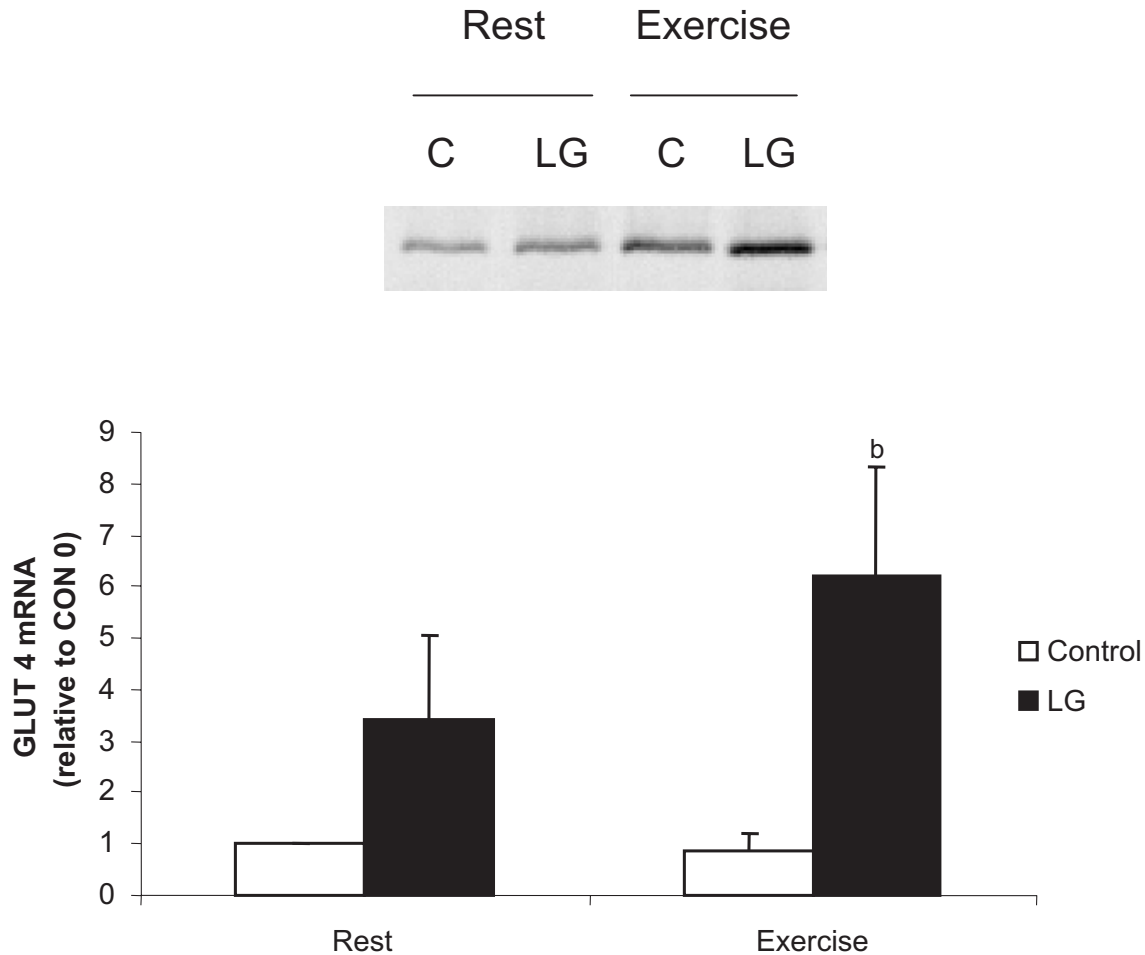 Rest Exercise
C LG C LG
9
8
7
6
5
4
3
2
1
0
GLUT 4 mRNA
(relative to CON 0)
b
Control
LG
Rest Exercise